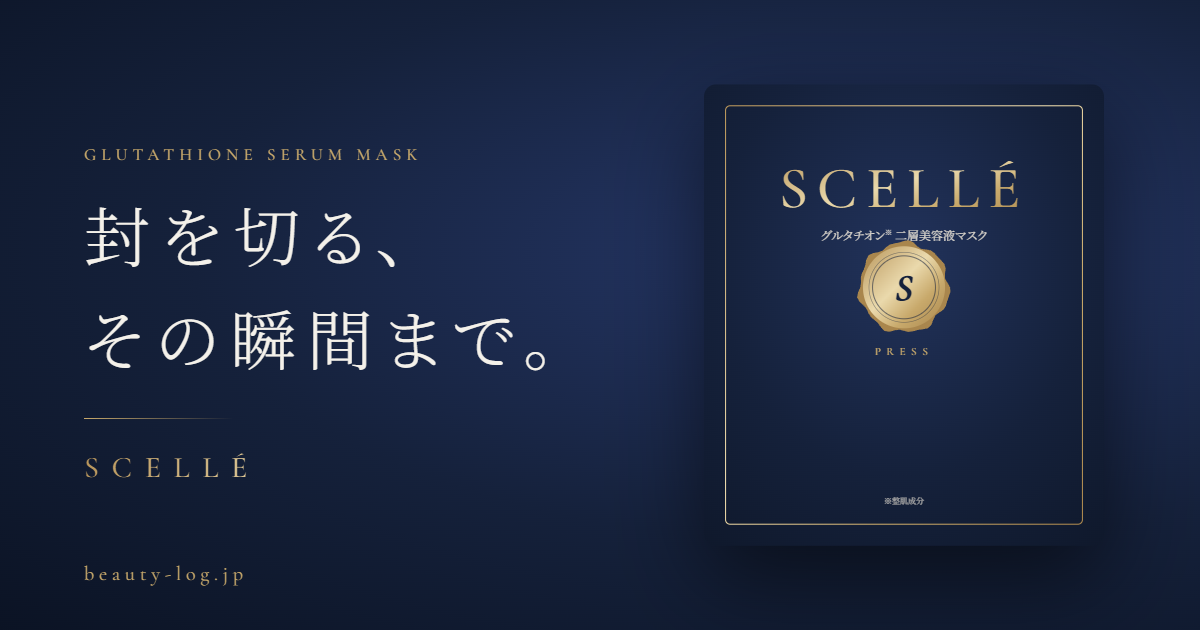 GLUTATHIONE SERUM MASK
封を切る、
その瞬間まで。
SCELLÉ
beauty-log.jp
SCELLÉ
グルタチオン※ 二層美容液マスク
S
PRESS
※整肌成分